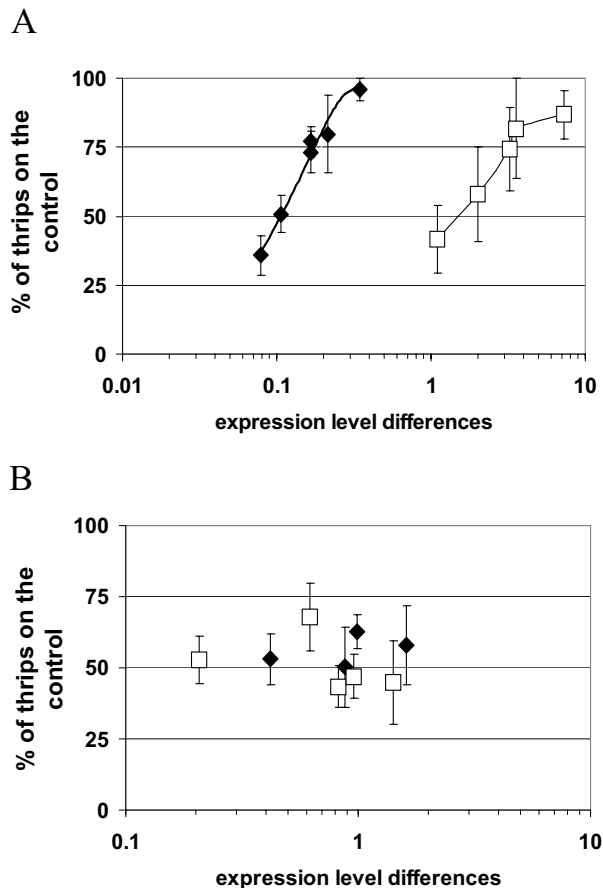 A
100
75
50
25
0
% of thrips on the
control
0.01 0.1 1 10
expression level differences
B
100
75
50
25
0
% of thrips on the
control
0.1 1 10
expression level differences